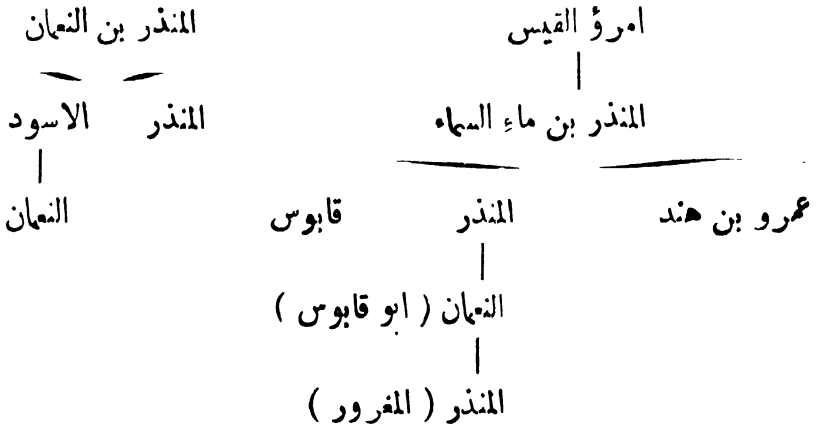 امرؤ القيس المنذر بن النعمان
المنذر بن ماءِ السماء المنذر الاسود
عمرو بن هند المنذر قابوس النعمان
النعمان ( ابو قابوس )
المنذر ( المغرور )